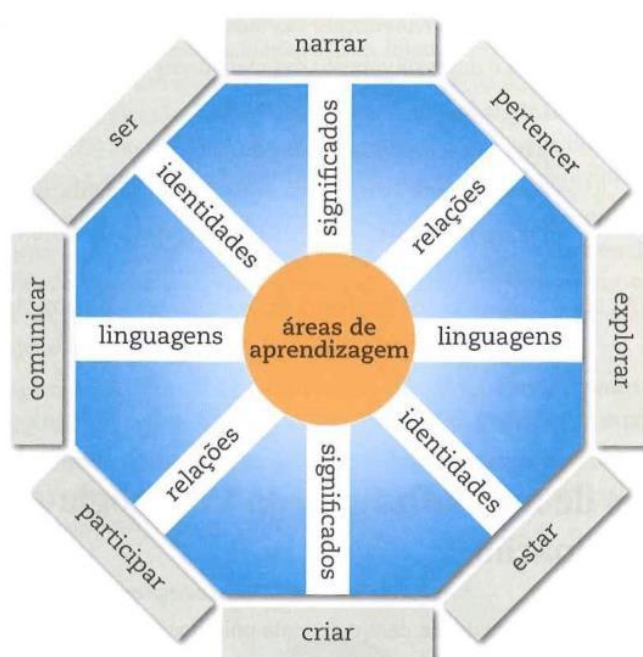 narrar
ser
pertencer
significados
identidades
relações
comunicar
linguagens
áreas de
aprendizagem
linguagens
explorar
relações
significados
identidades
participar
estar
criar